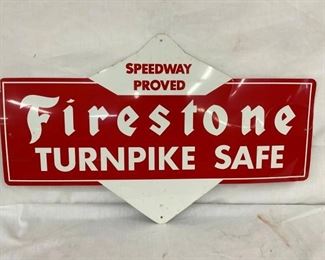 SPEEDWAY
PROVED
Firestone
TURNPIKE SAFE